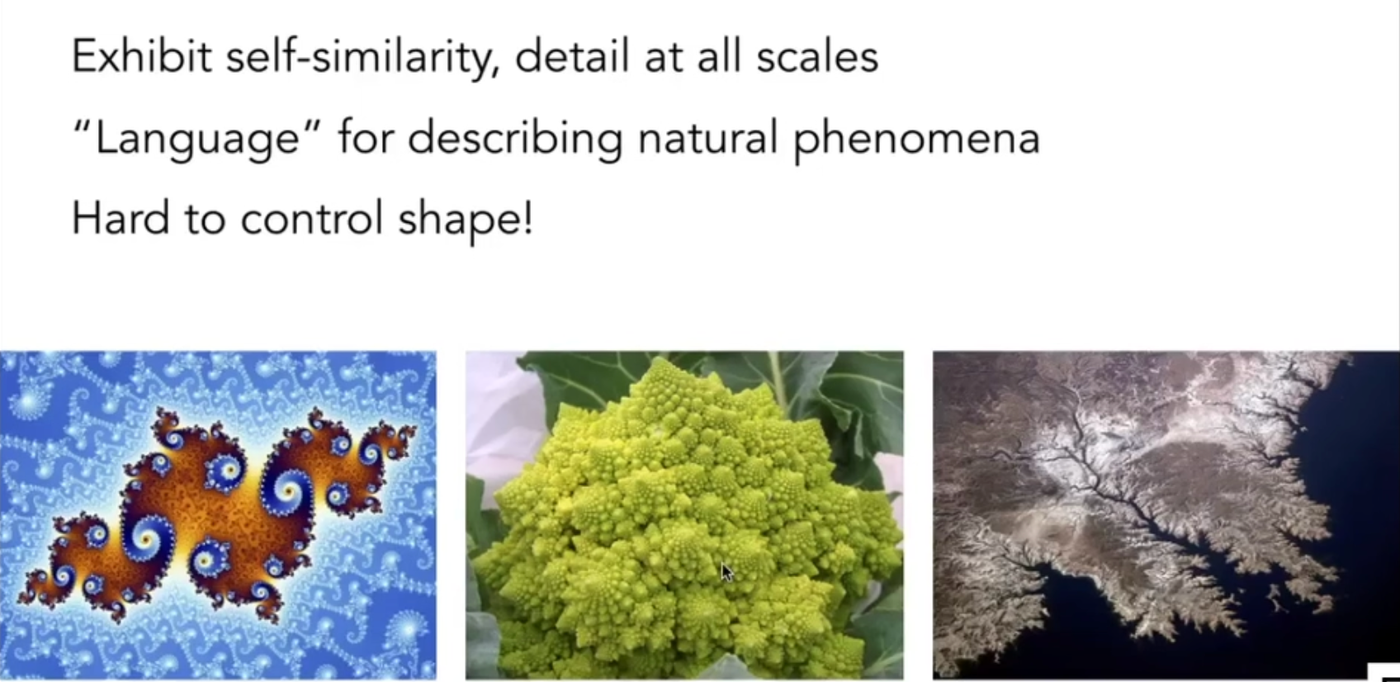 Exhibit self-similarity, detail at all scales
“Language” for describing natural phenomena
Hard to control shape!